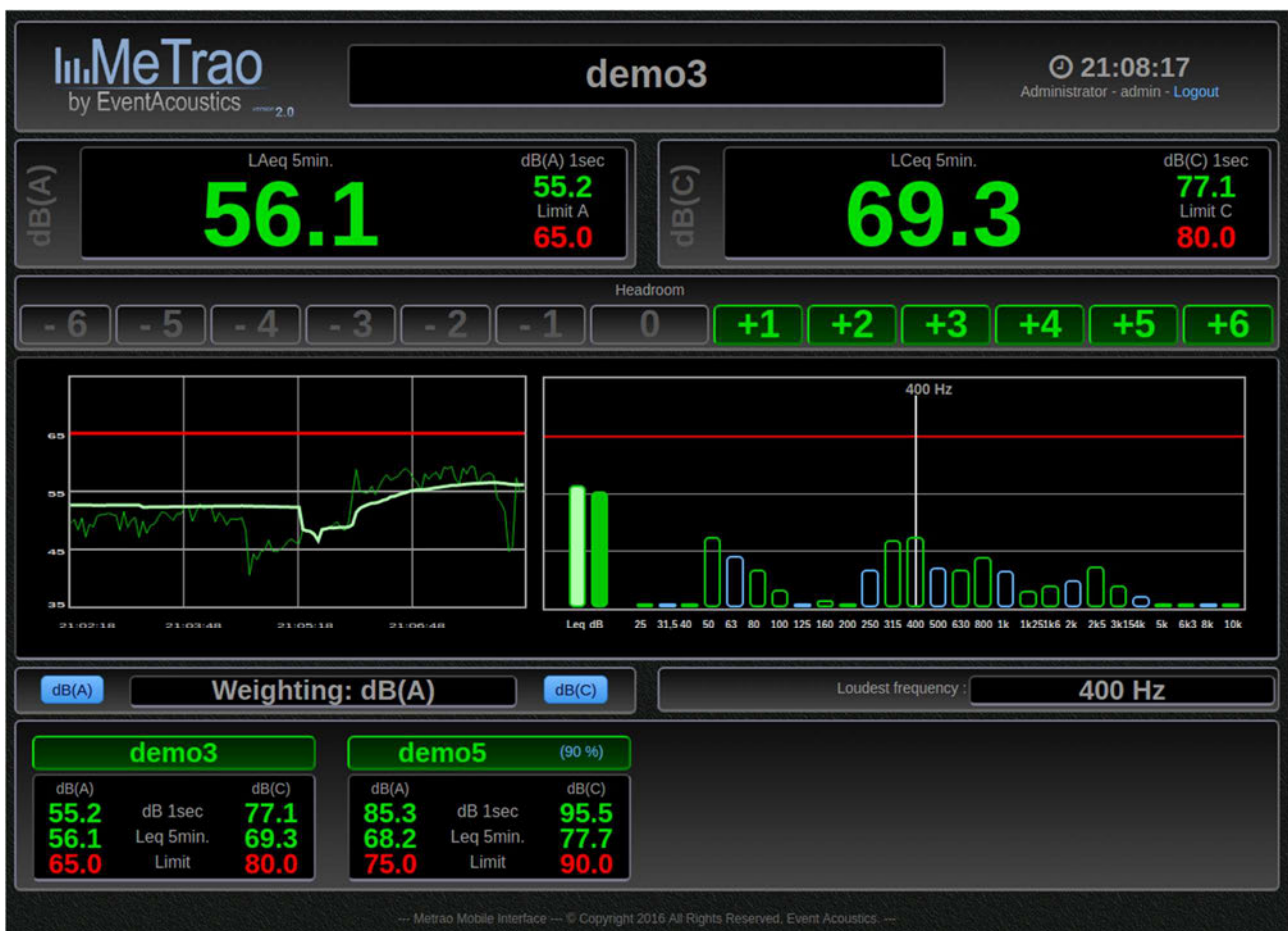 MeTrao
by EventAcoustics VERSION 2.0
demo3
21:08:17
Administrator - admin - Logout
dB(A)
LAeq 5min.
56.1
dB(A) 1sec
55.2
Limit A
65.0
dB(C)
LCeq 5min.
69.3
dB(C) 1sec
77.1
Limit C
80.0
Headroom
- 6 - 5 - 4 - 3 - 2 - 1 0 +1 +2 +3 +4 +5 +6
65
55
45
35
21:02:18 21:03:48 21:05:18 21:06:48
400 Hz
Leq dB 25 31,5 40 50 63 80 100 125 160 200 250 315 400 500 630 800 1k 1k25 1k6 2k 2k5 3k15 4k 5k 6k3 8k 10k
dB(A) Weighting: dB(A) dB(C)
Loudest frequency : 400 Hz
demo3
dB(A) dB(C)
55.2 dB 1sec 77.1
56.1 Leq 5min. 69.3
65.0 Limit 80.0
demo5 (90 %)
dB(A) dB(C)
85.3 dB 1sec 95.5
68.2 Leq 5min. 77.7
75.0 Limit 90.0
--- Metrao Mobile Interface --- © Copyright 2016 All Rights Reserved, Event Acoustics. ---